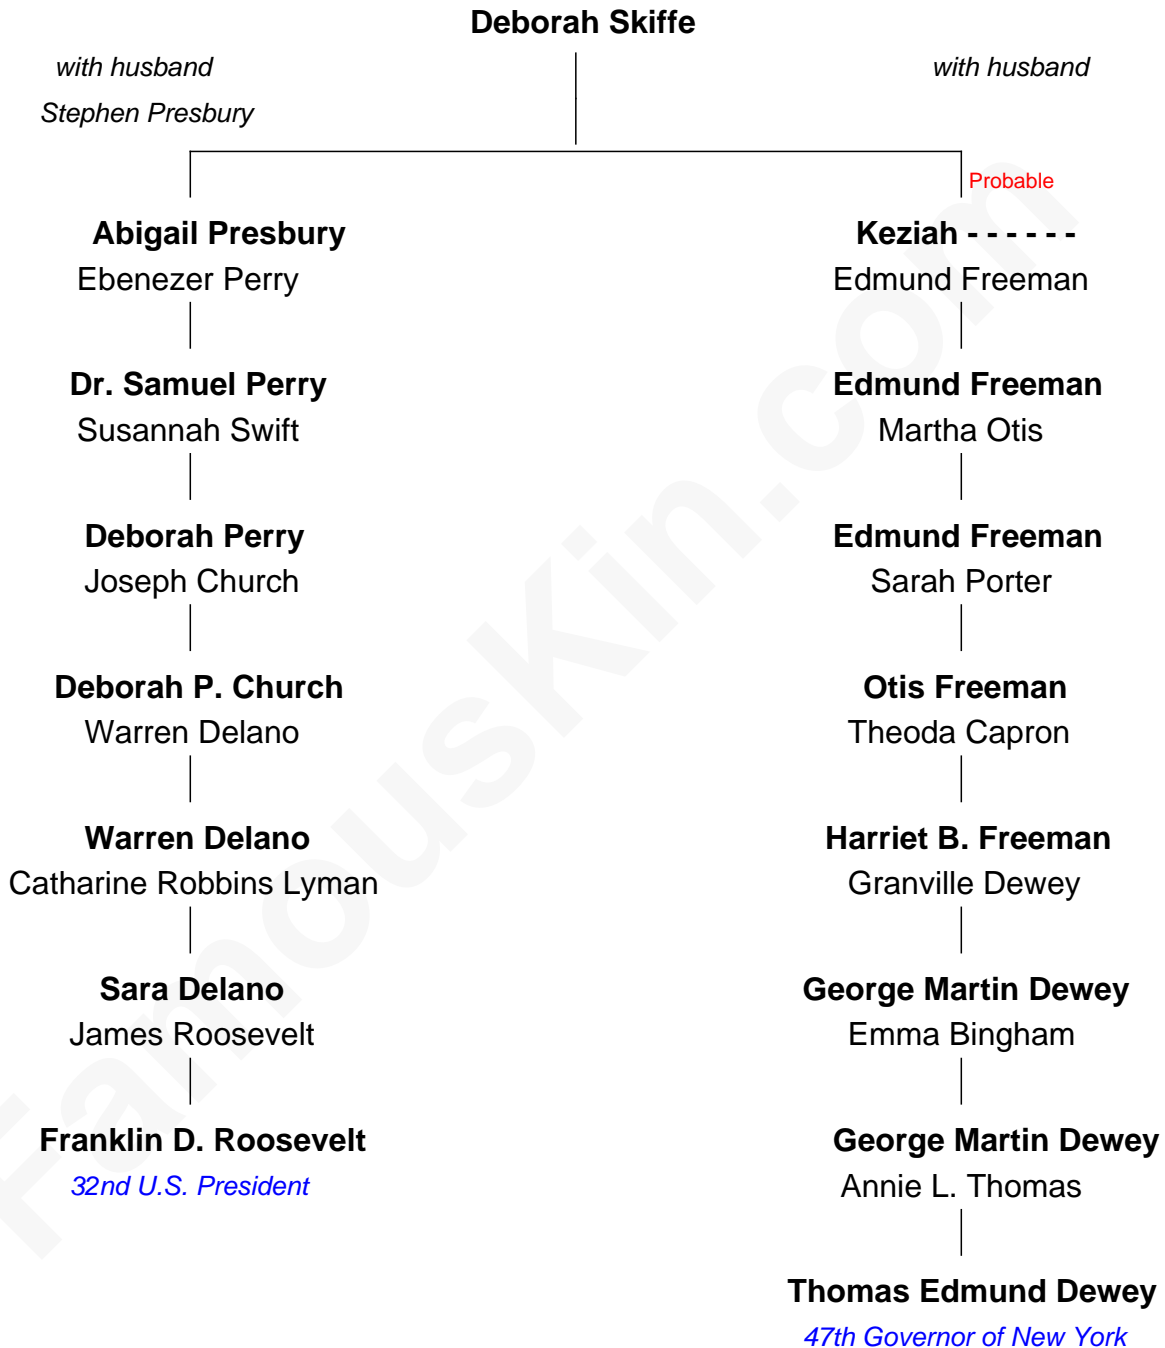 Deborah Skiffe
with husband
Stephen Presbury
with husband
Probable
Abigail Presbury
Ebenezer Perry
Keziah - - - - - -
Edmund Freeman
Dr. Samuel Perry
Susannah Swift
Edmund Freeman
Martha Otis
Deborah Perry
Joseph Church
Edmund Freeman
Sarah Porter
Deborah P. Church
Warren Delano
Otis Freeman
Theoda Capron
Warren Delano
Catharine Robbins Lyman
Harriet B. Freeman
Granville Dewey
Sara Delano
James Roosevelt
George Martin Dewey
Emma Bingham
Franklin D. Roosevelt
32nd U.S. President
George Martin Dewey
Annie L. Thomas
Thomas Edmund Dewey
47th Governor of New York
FamousKin.com